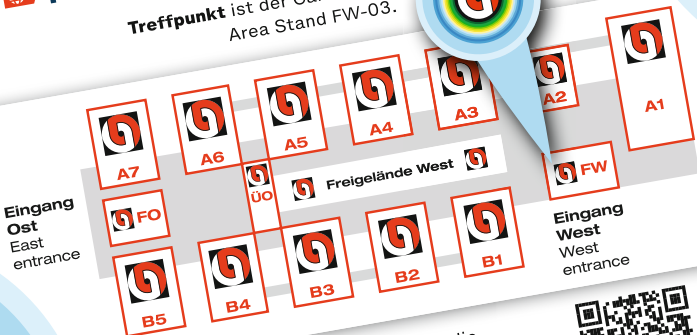 Treffpunkt ist der
Area Stand FW-03.
A1
A2
A3
A4
A5
A6
A7
Eingang
Ost
East
entrance
FO
ÜO
Freigelände West
FW
Eingang
West
West
entrance
B1
B2
B3
B4
B5